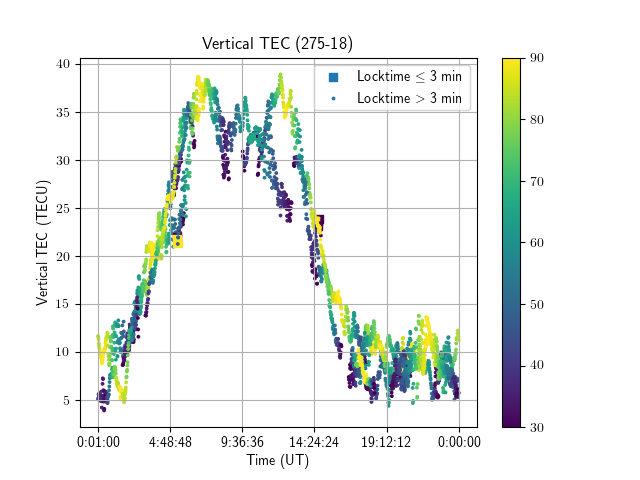 Vertical TEC (275-18)
Locktime ≤ 3 min
Locktime > 3 min
Vertical TEC (TECU)
40
35
30
25
20
15
10
5
0:01:00 4:48:48 9:36:36 14:24:24 19:12:12 0:00:00
Time (UT)
90
80
70
60
50
40
30